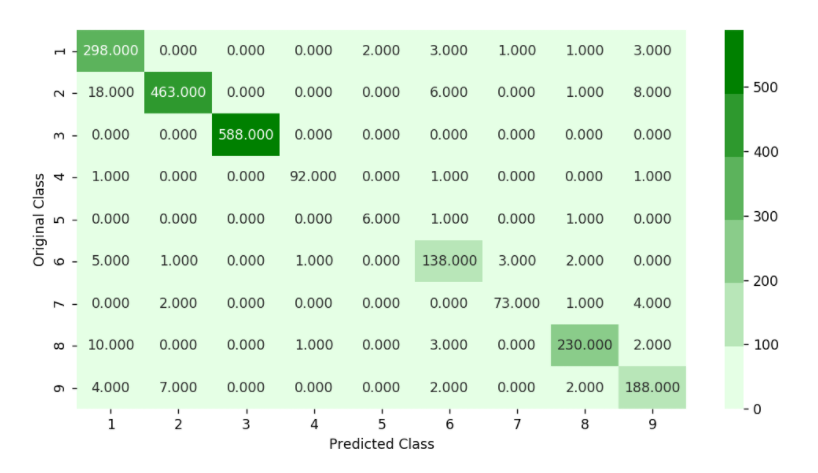 1 298.000 0.000 0.000 0.000 2.000 3.000 1.000 1.000 3.000
2 18.000 463.000 0.000 0.000 0.000 6.000 0.000 1.000 8.000
3 0.000 0.000 588.000 0.000 0.000 0.000 0.000 0.000 0.000
4 1.000 0.000 0.000 92.000 0.000 1.000 0.000 0.000 1.000
5 0.000 0.000 0.000 0.000 6.000 1.000 0.000 1.000 0.000
6 5.000 1.000 0.000 1.000 0.000 138.000 3.000 2.000 0.000
7 0.000 2.000 0.000 0.000 0.000 0.000 73.000 1.000 4.000
8 10.000 0.000 0.000 1.000 0.000 3.000 0.000 230.000 2.000
9 4.000 7.000 0.000 0.000 0.000 2.000 0.000 2.000 188.000
1 2 3 4 5 6 7 8 9
Predicted Class
Original Class
500
400
300
200
100
0